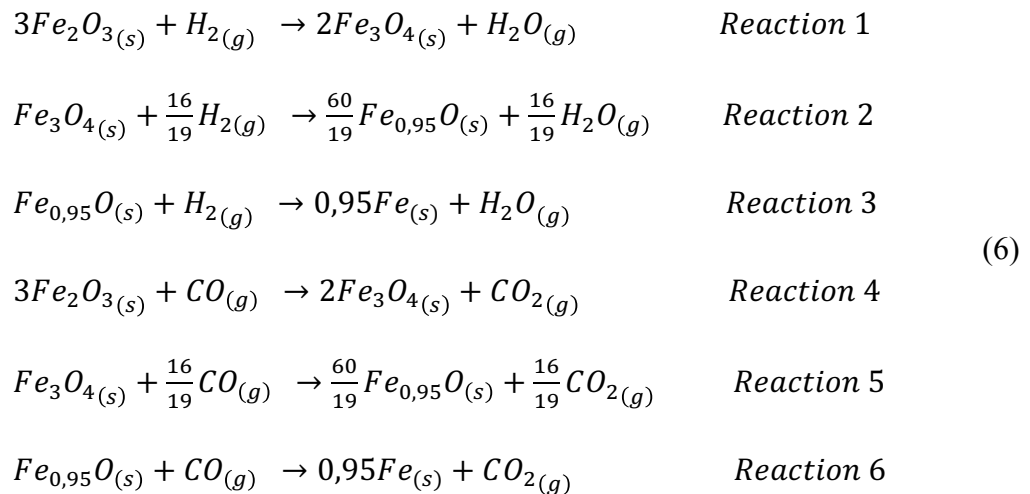 3Fe₂O₃₍ₛ₎ + H₂₍g₎ → 2Fe₃O₄₍ₛ₎ + H₂O₍g₎ Reaction 1
Fe₃O₄₍ₛ₎ + 16/19 H₂₍g₎ → 60/19 Fe₀,₉₅O₍ₛ₎ + 16/19 H₂O₍g₎ Reaction 2
Fe₀,₉₅O₍ₛ₎ + H₂₍g₎ → 0,95Fe₍ₛ₎ + H₂O₍g₎ Reaction 3
(6)
3Fe₂O₃₍ₛ₎ + CO₍g₎ → 2Fe₃O₄₍ₛ₎ + CO₂₍g₎ Reaction 4
Fe₃O₄₍ₛ₎ + 16/19 CO₍g₎ → 60/19 Fe₀,₉₅O₍ₛ₎ + 16/19 CO₂₍g₎ Reaction 5
Fe₀,₉₅O₍ₛ₎ + CO₍g₎ → 0,95Fe₍ₛ₎ + CO₂₍g₎ Reaction 6